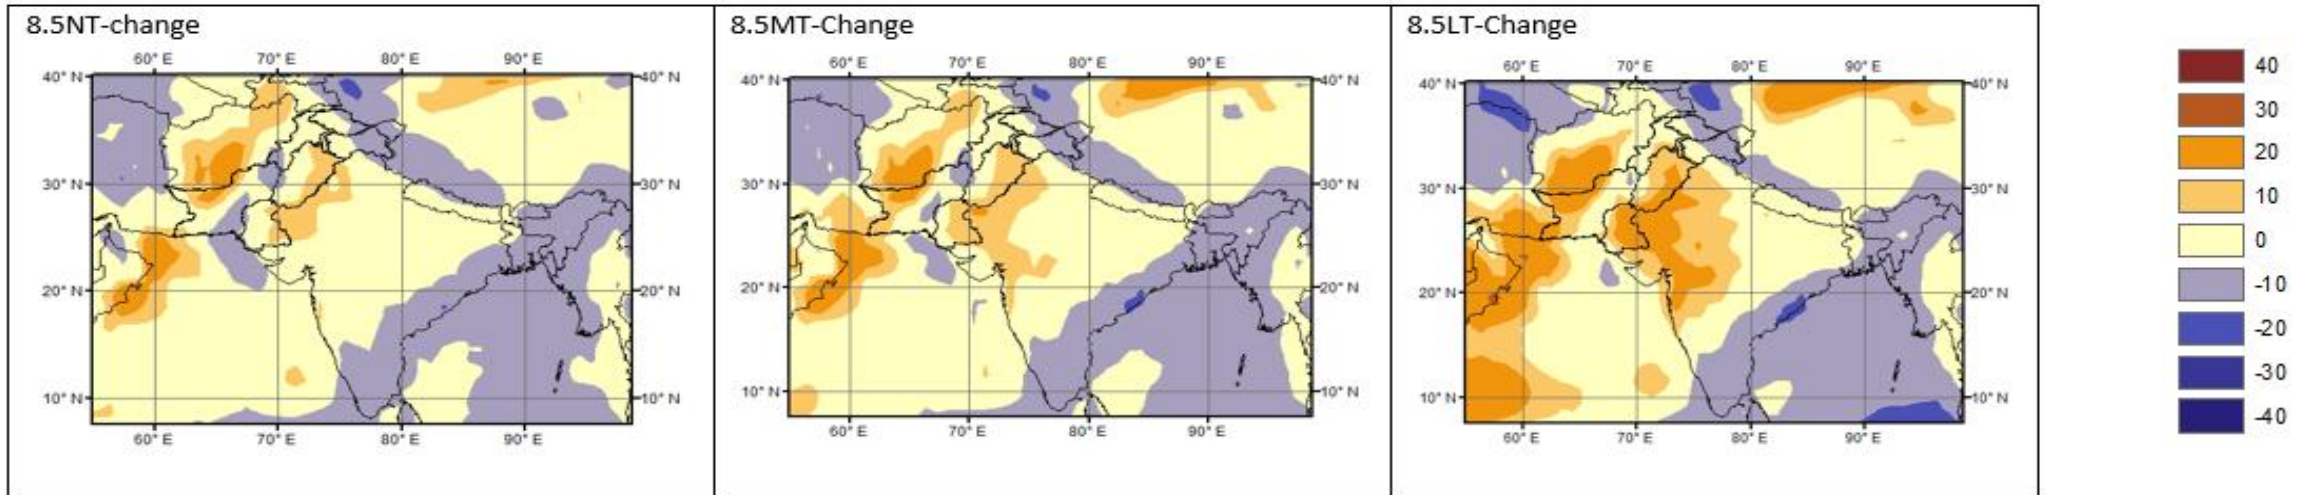 8.5NT-change
60° E 70° E 80° E 90° E
40° N 40° N
30° N 30° N
20° N 20° N
10° N 10° N
60° E 70° E 80° E 90° E
8.5MT-Change
60° E 70° E 80° E 90° E
40° N 40° N
30° N 30° N
20° N 20° N
10° N 10° N
60° E 70° E 80° E 90° E
8.5LT-Change
60° E 70° E 80° E 90° E
40° N 40° N
30° N 30° N
20° N 20° N
10° N 10° N
60° E 70° E 80° E 90° E
40
30
20
10
0
-10
-20
-30
-40